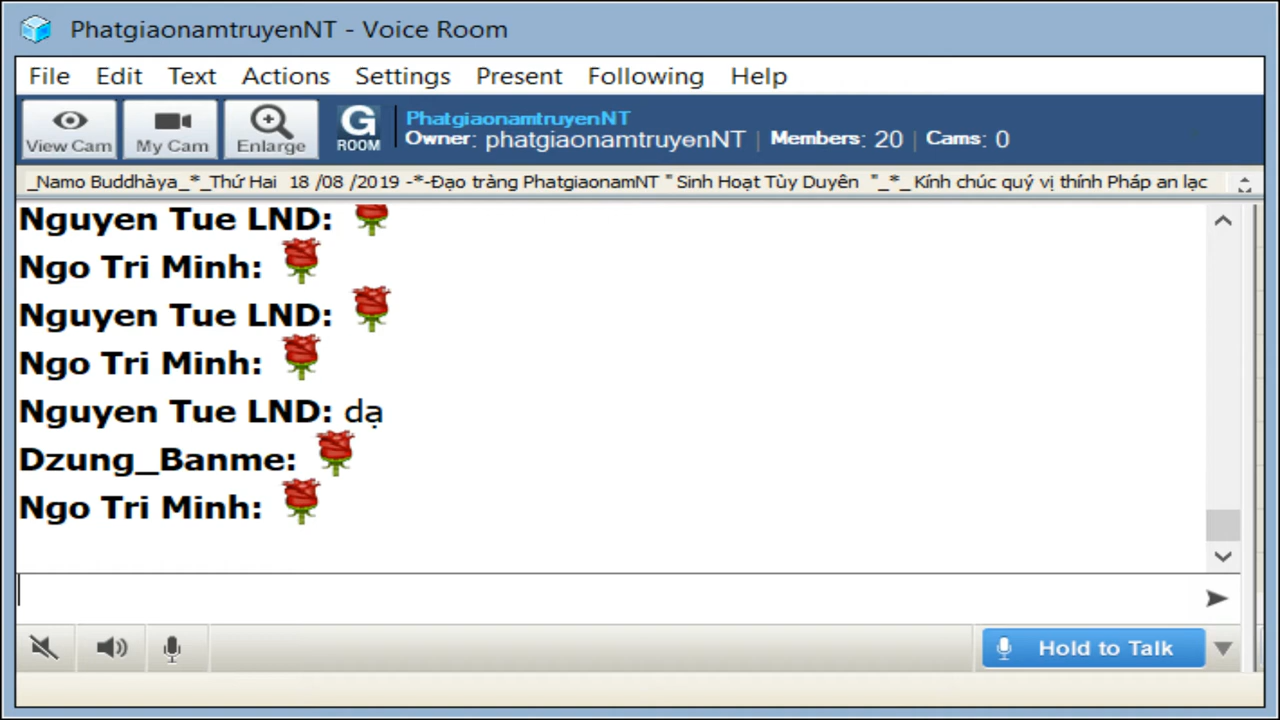 PhatgiaonamtruyenNT - Voice Room
File Edit Text Actions Settings Present Following Help
View Cam My Cam Enlarge G ROOM
PhatgiaonamtruyenNT
Owner: phatgiaonamtruyenNT | Members: 20 | Cams: 0
_Namo Buddhàya_*_Thứ Hai 18 /08 /2019 -*-Đạo tràng PhatgiaonamNT " Sinh Hoạt Tùy Duyên "_*_ Kính chúc quý vị thính Pháp an lạc
Nguyen Tue LND:
Ngo Tri Minh:
Nguyen Tue LND:
Ngo Tri Minh:
Nguyen Tue LND: dạ
Dzung_Banme:
Ngo Tri Minh:
Hold to Talk